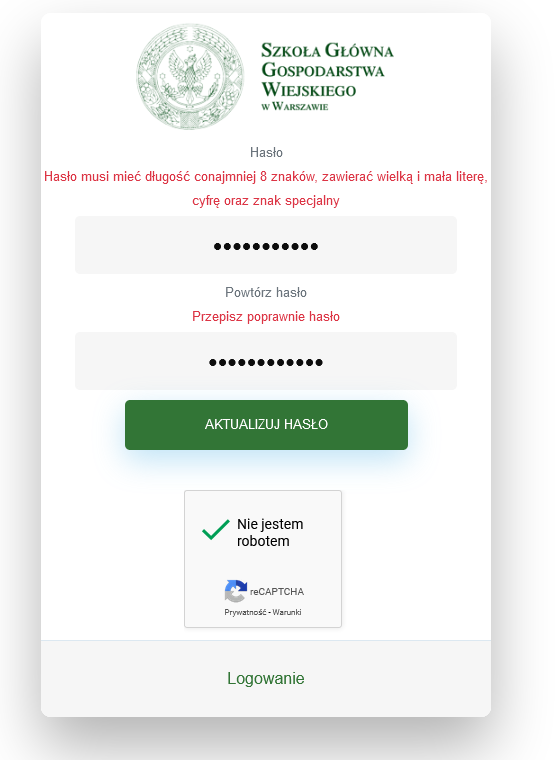 SZKOŁA GŁÓWNA
GOSPODARSTWA
WIEJSKIEGO
W WARSZAWIE
Hasło
Hasło musi mieć długość conajmniej 8 znaków, zawierać wielką i mała literę,
cyfrę oraz znak specjalny
•••••••••••
Powtórz hasło
Przepisz poprawnie hasło
••••••••••••
AKTUALIZUJ HASŁO
Nie jestem
robotem
reCAPTCHA
Prywatność - Warunki
Logowanie